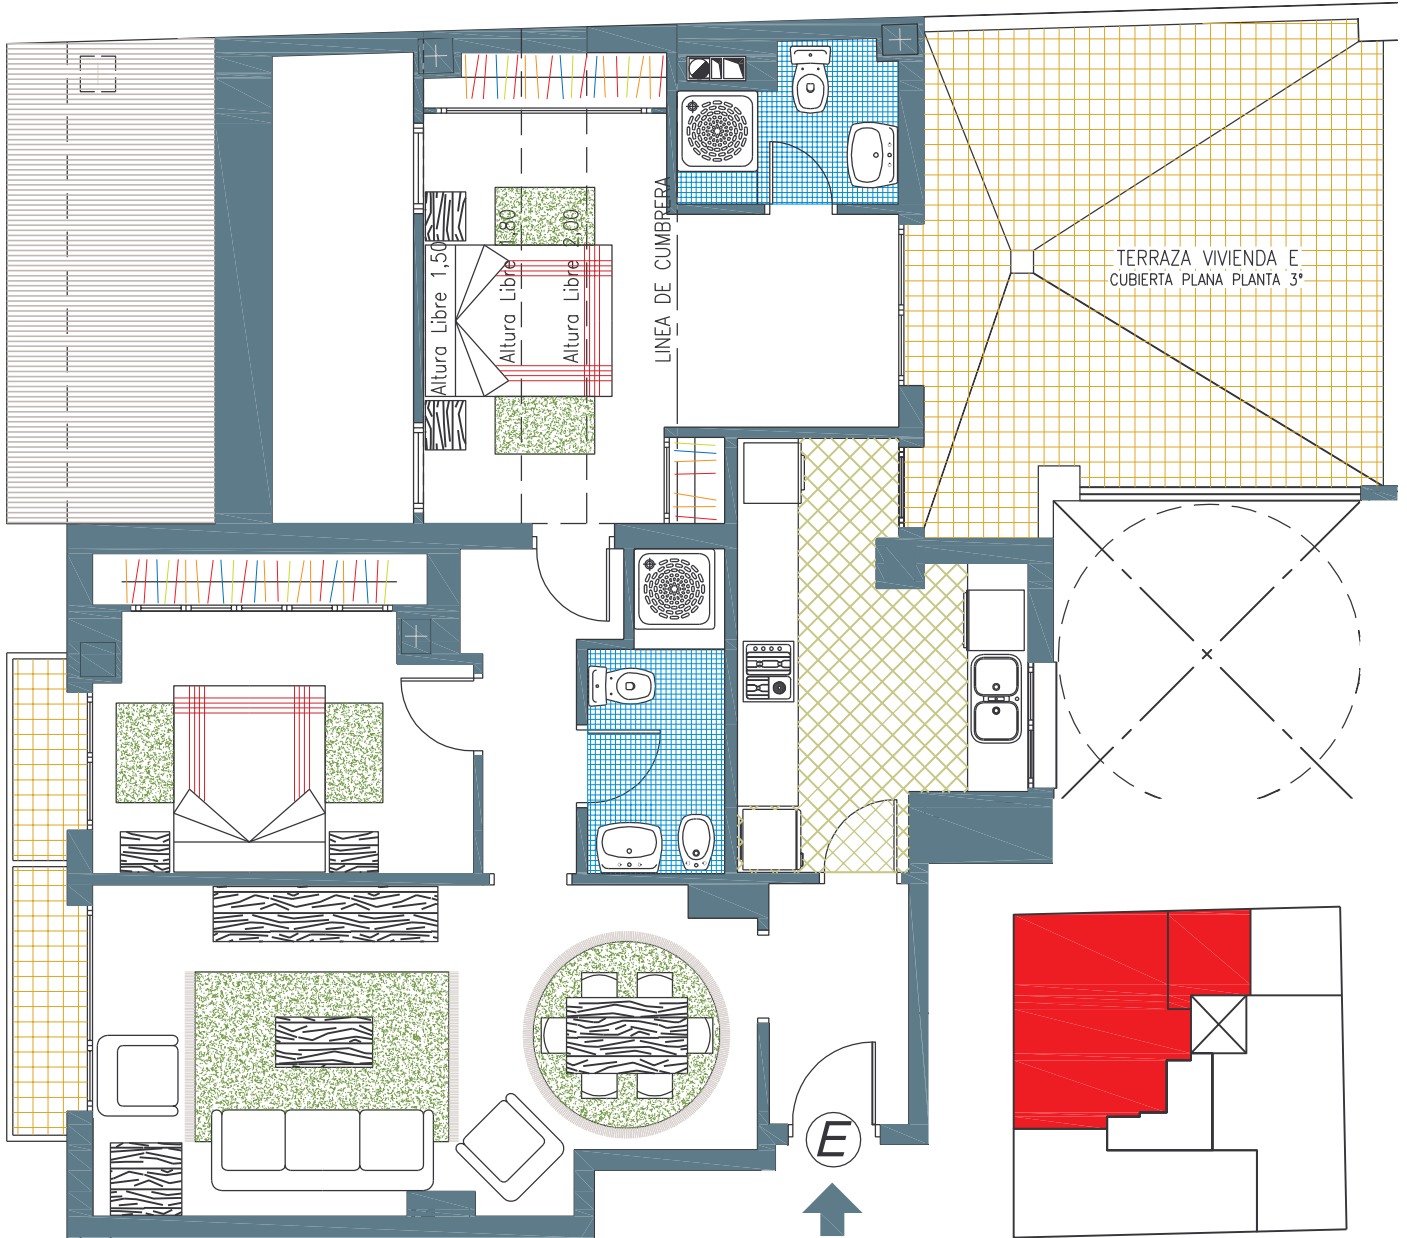 Altura Libre 1,50
Altura Libre 1,80
Altura Libre 2,00
LINEA DE CUMBRERA
TERRAZA VIVIENDA E
CUBIERTA PLANA PLANTA 3º
E